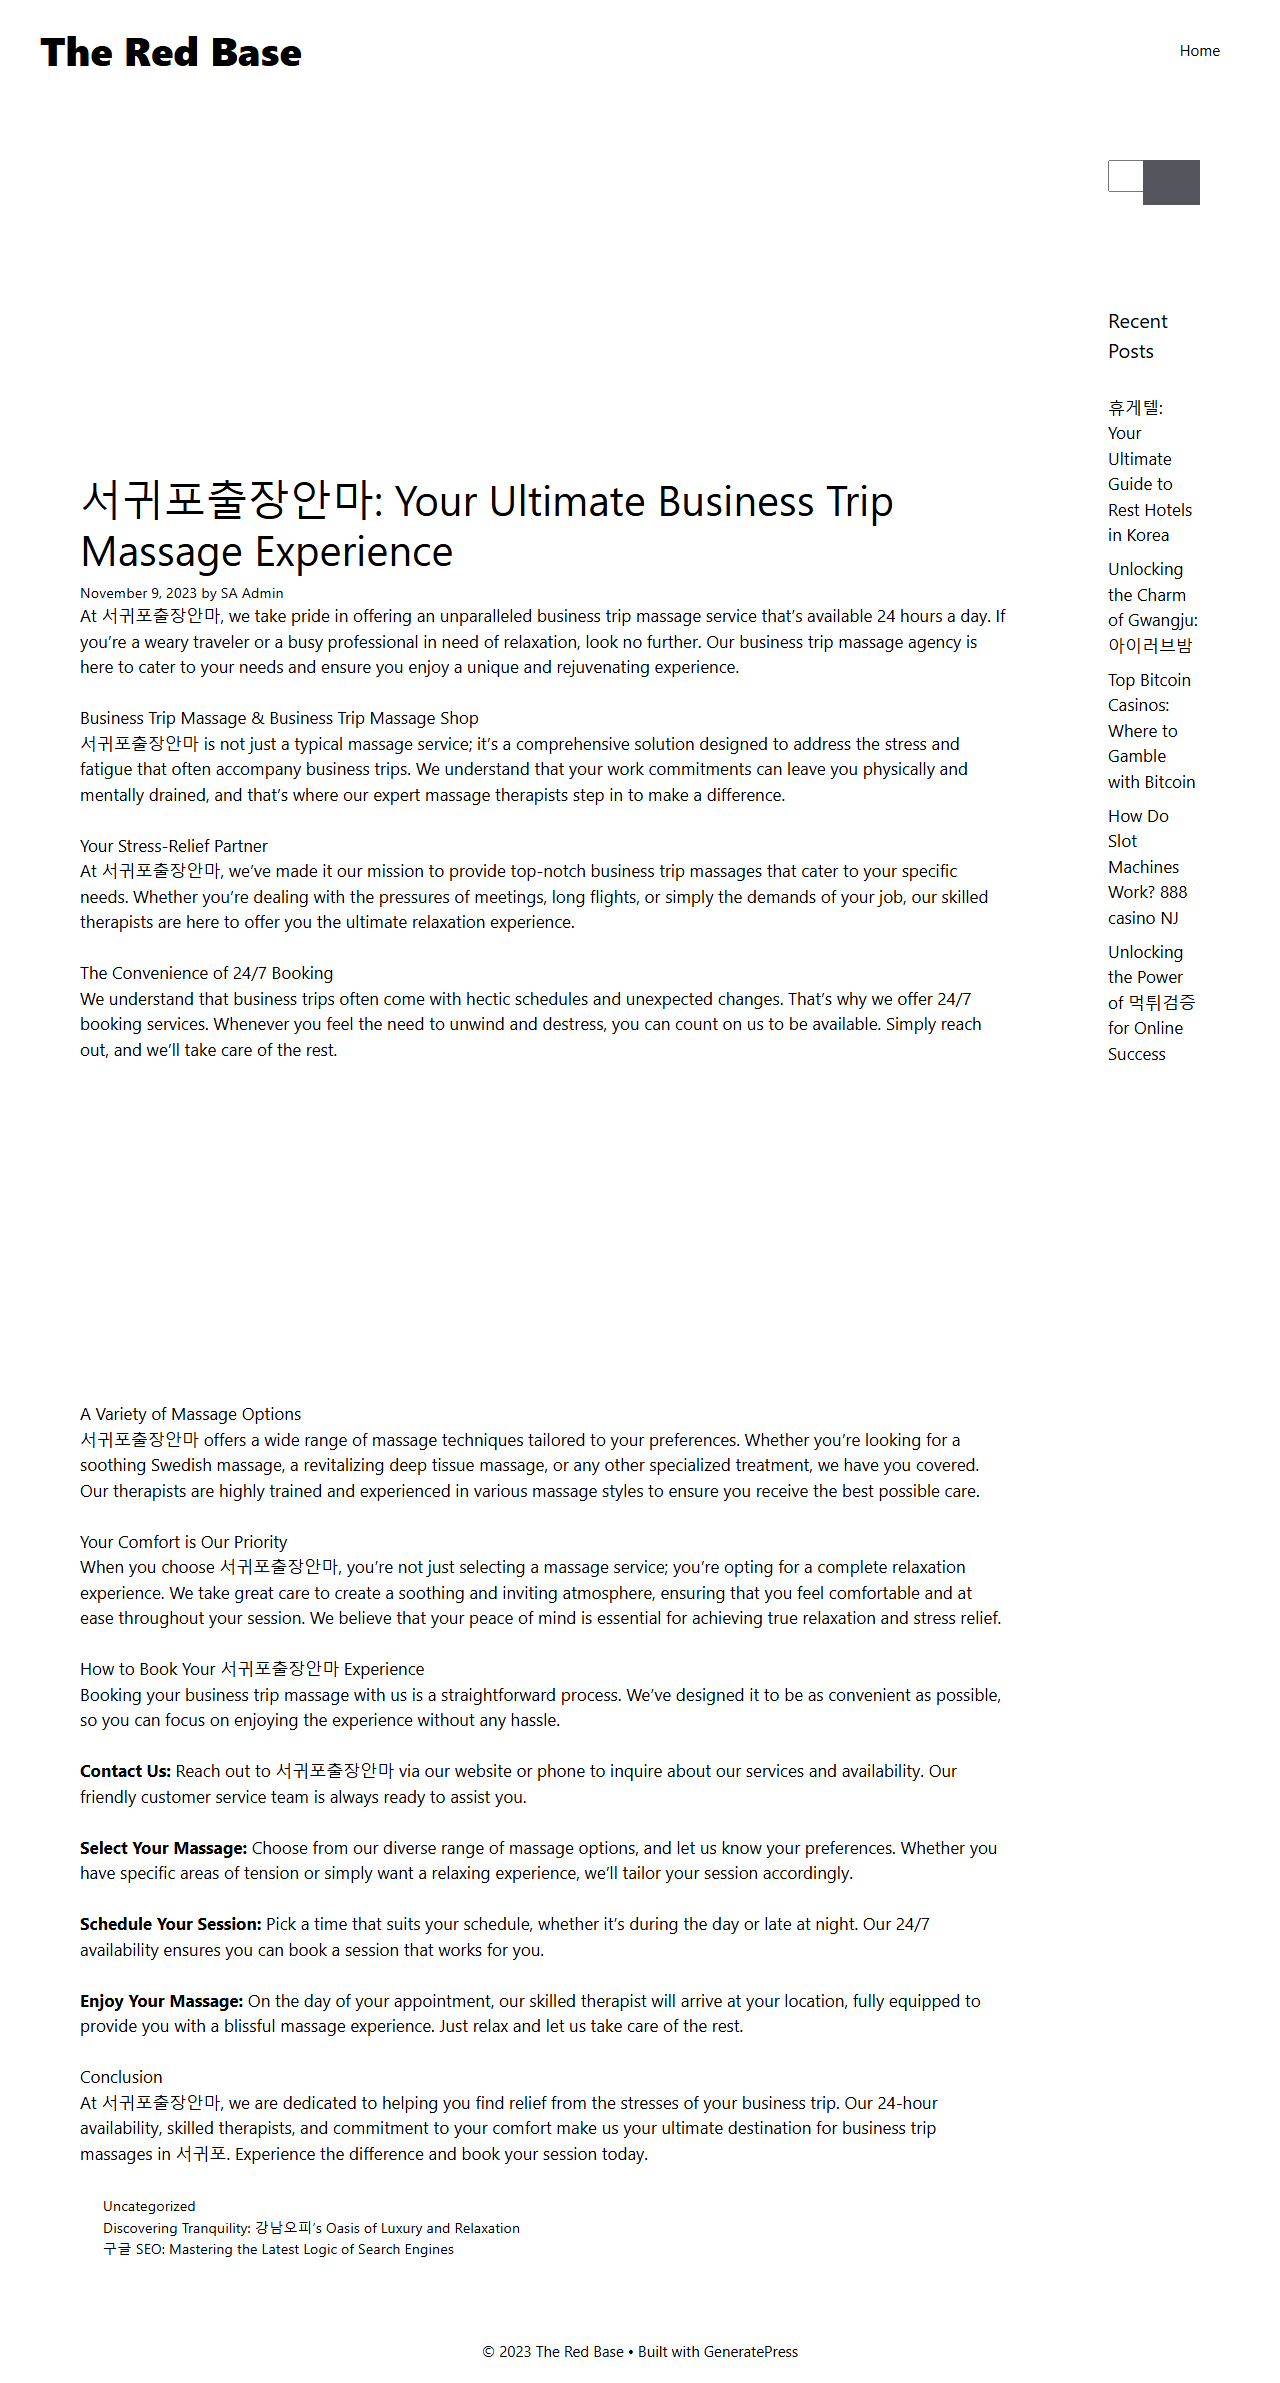 The Red Base
Home
서귀포출장안마: Your Ultimate Business Trip
Massage Experience
November 9, 2023 by SA Admin
At 서귀포출장안마, we take pride in offering an unparalleled business trip massage service that’s available 24 hours a day. If
you’re a weary traveler or a busy professional in need of relaxation, look no further. Our business trip massage agency is
here to cater to your needs and ensure you enjoy a unique and rejuvenating experience.
Business Trip Massage & Business Trip Massage Shop
서귀포출장안마 is not just a typical massage service; it’s a comprehensive solution designed to address the stress and
fatigue that often accompany business trips. We understand that your work commitments can leave you physically and
mentally drained, and that’s where our expert massage therapists step in to make a difference.
Your Stress-Relief Partner
At 서귀포출장안마, we’ve made it our mission to provide top-notch business trip massages that cater to your specific
needs. Whether you’re dealing with the pressures of meetings, long flights, or simply the demands of your job, our skilled
therapists are here to offer you the ultimate relaxation experience.
The Convenience of 24/7 Booking
We understand that business trips often come with hectic schedules and unexpected changes. That’s why we offer 24/7
booking services. Whenever you feel the need to unwind and destress, you can count on us to be available. Simply reach
out, and we’ll take care of the rest.
A Variety of Massage Options
서귀포출장안마 offers a wide range of massage techniques tailored to your preferences. Whether you’re looking for a
soothing Swedish massage, a revitalizing deep tissue massage, or any other specialized treatment, we have you covered.
Our therapists are highly trained and experienced in various massage styles to ensure you receive the best possible care.
Your Comfort is Our Priority
When you choose 서귀포출장안마, you’re not just selecting a massage service; you’re opting for a complete relaxation
experience. We take great care to create a soothing and inviting atmosphere, ensuring that you feel comfortable and at
ease throughout your session. We believe that your peace of mind is essential for achieving true relaxation and stress relief.
How to Book Your 서귀포출장안마 Experience
Booking your business trip massage with us is a straightforward process. We’ve designed it to be as convenient as possible,
so you can focus on enjoying the experience without any hassle.
Contact Us: Reach out to 서귀포출장안마 via our website or phone to inquire about our services and availability. Our
friendly customer service team is always ready to assist you.
Select Your Massage: Choose from our diverse range of massage options, and let us know your preferences. Whether you
have specific areas of tension or simply want a relaxing experience, we’ll tailor your session accordingly.
Schedule Your Session: Pick a time that suits your schedule, whether it’s during the day or late at night. Our 24/7
availability ensures you can book a session that works for you.
Enjoy Your Massage: On the day of your appointment, our skilled therapist will arrive at your location, fully equipped to
provide you with a blissful massage experience. Just relax and let us take care of the rest.
Conclusion
At 서귀포출장안마, we are dedicated to helping you find relief from the stresses of your business trip. Our 24-hour
availability, skilled therapists, and commitment to your comfort make us your ultimate destination for business trip
massages in 서귀포. Experience the difference and book your session today.
Uncategorized
Discovering Tranquility: 강남오피’s Oasis of Luxury and Relaxation
구글 SEO: Mastering the Latest Logic of Search Engines
Recent
Posts
휴게텔:
Your
Ultimate
Guide to
Rest Hotels
in Korea
Unlocking
the Charm
of Gwangju:
아이러브밤
Top Bitcoin
Casinos:
Where to
Gamble
with Bitcoin
How Do
Slot
Machines
Work? 888
casino NJ
Unlocking
the Power
of 먹튀검증
for Online
Success
© 2023 The Red Base • Built with GeneratePress